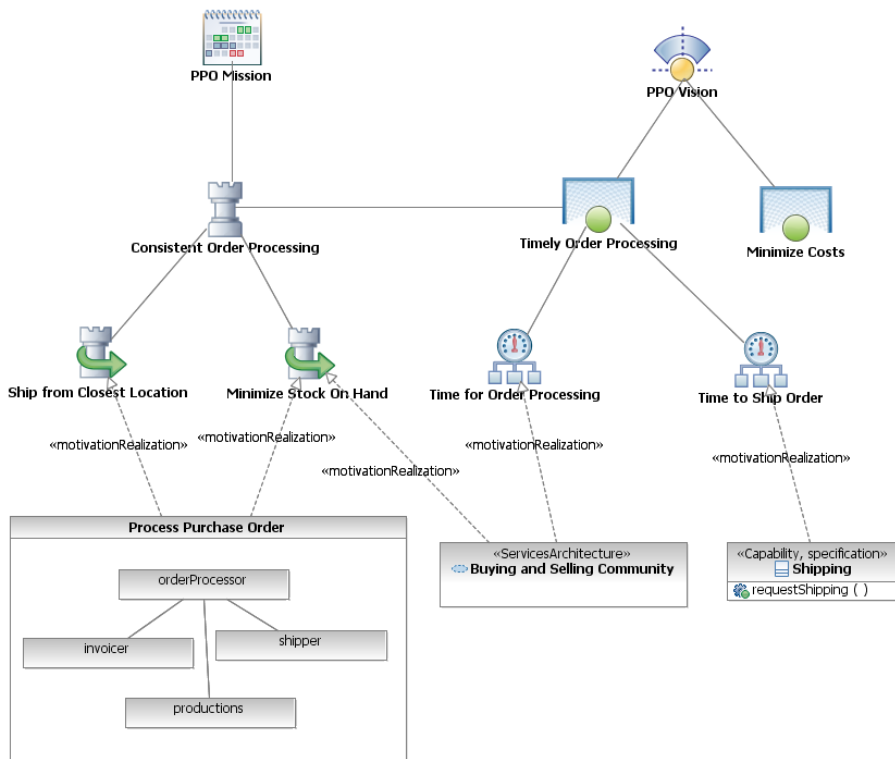 PPO Mission
PPO Vision
Consistent Order Processing
Timely Order Processing
Minimize Costs
Ship from Closest Location
Minimize Stock On Hand
Time for Order Processing
Time to Ship Order
«motivationRealization»
«motivationRealization»
«motivationRealization»
«motivationRealization»
«motivationRealization»
Process Purchase Order
orderProcessor
invoicer
shipper
productions
«ServicesArchitecture»
Buying and Selling Community
«Capability, specification»
Shipping
requestShipping ( )